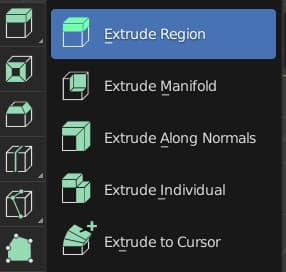 Extrude Region
Extrude Manifold
Extrude Along Normals
Extrude Individual
Extrude to Cursor